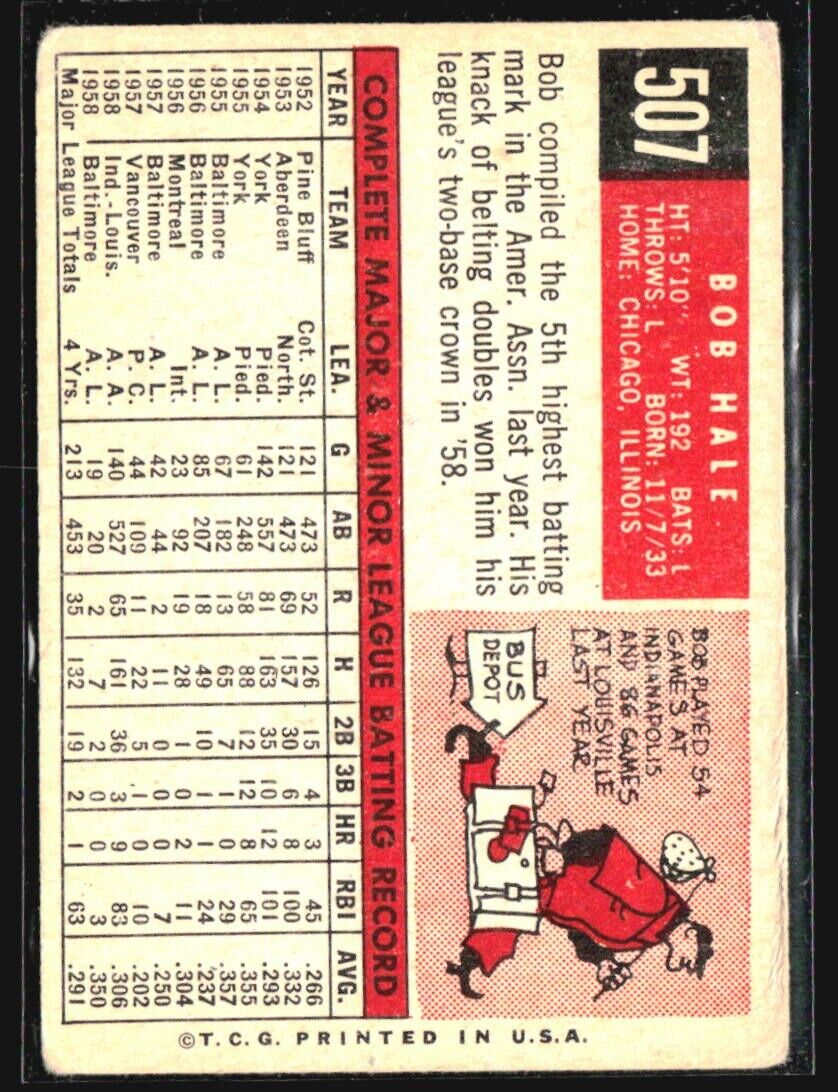 507
BOB HALE
HT: 5'10" WT: 192 BATS: L
THROWS: L BORN: 11/7/33
HOME: CHICAGO, ILLINOIS
Bob compiled the 5th highest batting
mark in the Amer. Assn. last year. His
knack of belting doubles won him his
league's two-base crown in '58.
BOB PLAYED 54
GAMES AT
INDIANAPOLIS
AND 86 GAMES
AT LOUISVILLE
LAST YEAR
BUS
DEPOT
COMPLETE MAJOR & MINOR LEAGUE BATTING RECORD
YEAR TEAM LEA. G AB R H 2B 3B HR RBI AVG.
1952 Pine Bluff Cot. St. 121 473 52 126 15 4 3 45 .266
1953 Aberdeen North. 121 473 69 157 30 6 8 100 .332
1954 York Pied. 142 557 81 163 35 10 12 101 .293
1955 York Pied. 61 248 58 88 12 12 8 65 .355
1955 Baltimore A. L. 67 182 13 65 7 1 0 29 .357
1956 Baltimore A. L. 85 207 18 49 10 1 1 24 .237
1956 Montreal Int. 23 92 19 28 1 0 2 11 .304
1957 Baltimore A. L. 42 44 2 11 0 0 0 7 .250
1957 Vancouver P. C. 44 109 11 22 5 1 0 10 .202
1958 Ind.-Louis. A. A. 140 527 65 161 36 3 9 83 .306
1958 Baltimore A. L. 19 20 2 7 2 0 0 3 .350
Major League Totals 4 Yrs. 213 453 35 132 19 2 1 63 .291
© T. C. G. PRINTED IN U.S.A.